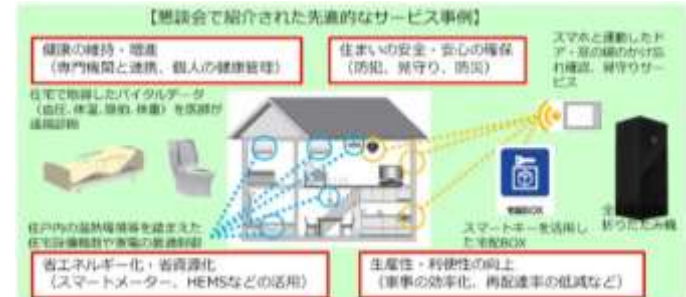 【懇談会で紹介された先進的なサービス事例】
健康の維持・増進
（専門機関と連携、個人の健康管理）
住まいの安全・安心の確保
（防犯、見守り、防災）
スマホと連動したド
ア・窓の鍵のかけ忘
れ確認、見守りサー
ビス
住宅で取得したバイタルデータ
（血圧、体温、脈拍、体重）を医師が
遠隔診断
宅配BOX
住戸内の温熱環境等を踏まえた
住宅設備機器や家電の最適制御
スマートキーを活用し
た宅配BOX
全
折りたたみ機
省エネルギー化・省資源化
（スマートメーター、HEMSなどの活用）
生産性・利便性の向上
（家事の効率化、再配達率の低減など）